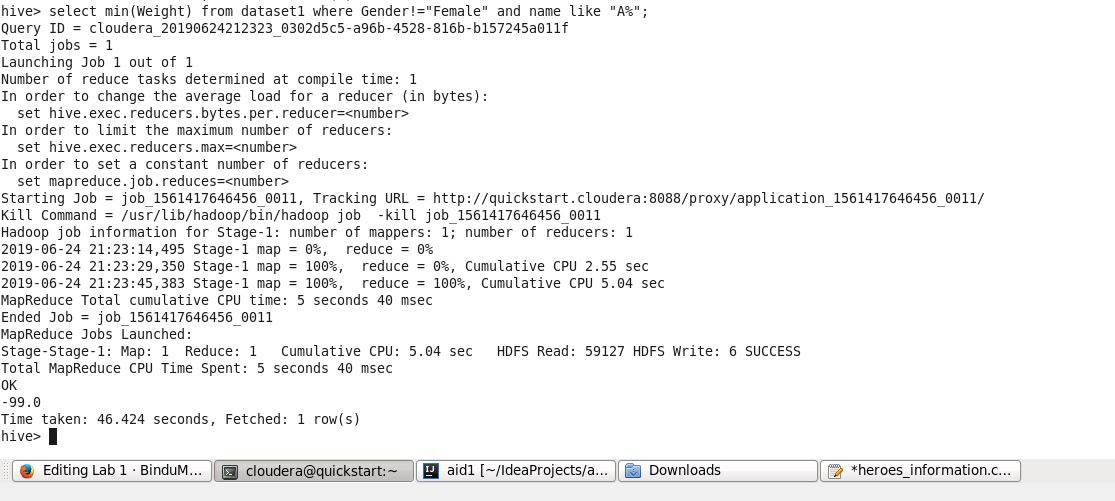 hive> select min(Weight) from dataset1 where Gender!="Female" and name like "A%";
Query ID = cloudera_20190624212323_0302d5c5-a96b-4528-816b-b157245a011f
Total jobs = 1
Launching Job 1 out of 1
Number of reduce tasks determined at compile time: 1
In order to change the average load for a reducer (in bytes):
  set hive.exec.reducers.bytes.per.reducer=<number>
In order to limit the maximum number of reducers:
  set hive.exec.reducers.max=<number>
In order to set a constant number of reducers:
  set mapreduce.job.reduces=<number>
Starting Job = job_1561417646456_0011, Tracking URL = http://quickstart.cloudera:8088/proxy/application_1561417646456_0011/
Kill Command = /usr/lib/hadoop/bin/hadoop job  -kill job_1561417646456_0011
Hadoop job information for Stage-1: number of mappers: 1; number of reducers: 1
2019-06-24 21:23:14,495 Stage-1 map = 0%,  reduce = 0%
2019-06-24 21:23:29,350 Stage-1 map = 100%,  reduce = 0%, Cumulative CPU 2.55 sec
2019-06-24 21:23:45,383 Stage-1 map = 100%,  reduce = 100%, Cumulative CPU 5.04 sec
MapReduce Total cumulative CPU time: 5 seconds 40 msec
Ended Job = job_1561417646456_0011
MapReduce Jobs Launched:
Stage-Stage-1: Map: 1  Reduce: 1   Cumulative CPU: 5.04 sec   HDFS Read: 59127 HDFS Write: 6 SUCCESS
Total MapReduce CPU Time Spent: 5 seconds 40 msec
OK
-99.0
Time taken: 46.424 seconds, Fetched: 1 row(s)
hive>
Editing Lab 1 · BinduM... cloudera@quickstart:~ IJ aid1 [~/IdeaProjects/a... Downloads *heroes_information.c...